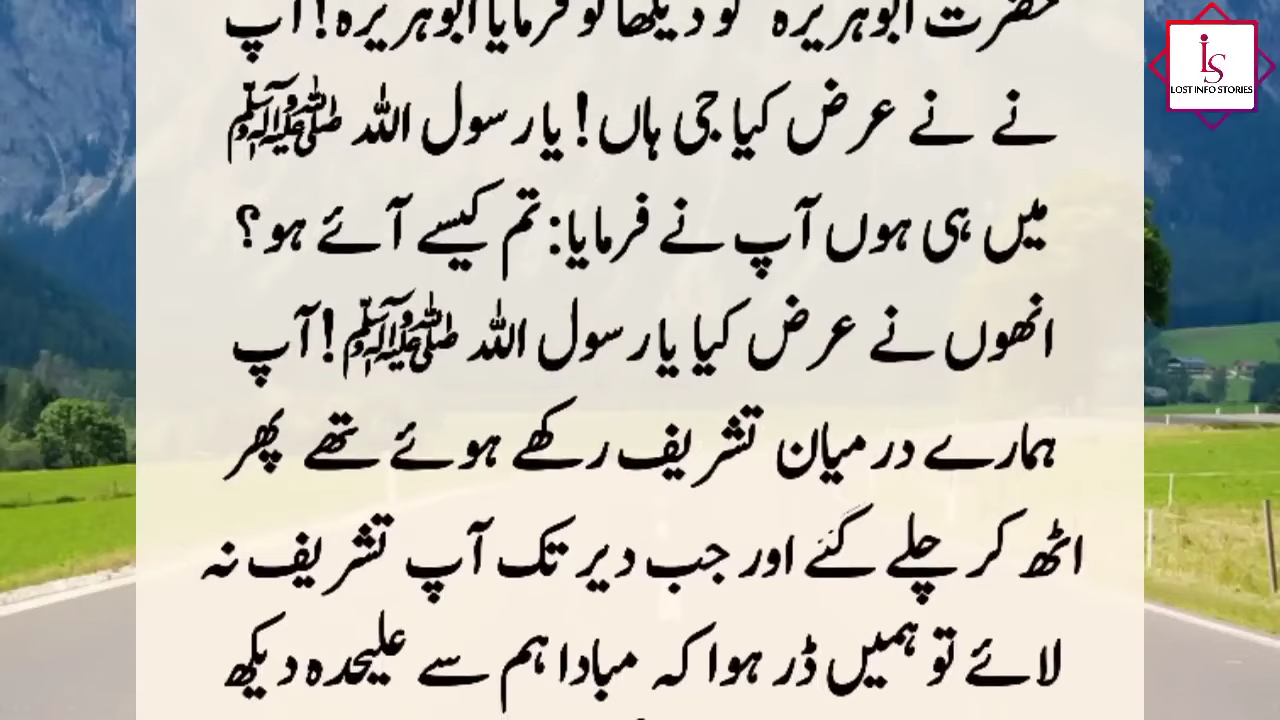 حضرت ابوہریرہ کو دیکھا تو فرمایا ابوہریرہ! آپ
نے نے عرض کیا جی ہاں! یا رسول اللہ ﷺ
میں ہی ہوں آپ نے فرمایا: تم کیسے آئے ہو؟
انھوں نے عرض کیا یا رسول اللہ ﷺ! آپ
ہمارے درمیان تشریف رکھے ہوئے تھے پھر
اٹھ کر چلے گئے اور جب دیر تک آپ تشریف نہ
لائے تو ہمیں ڈر ہوا کہ مبادا ہم سے علیحدہ دیکھ
LS
LOST INFO STORIES